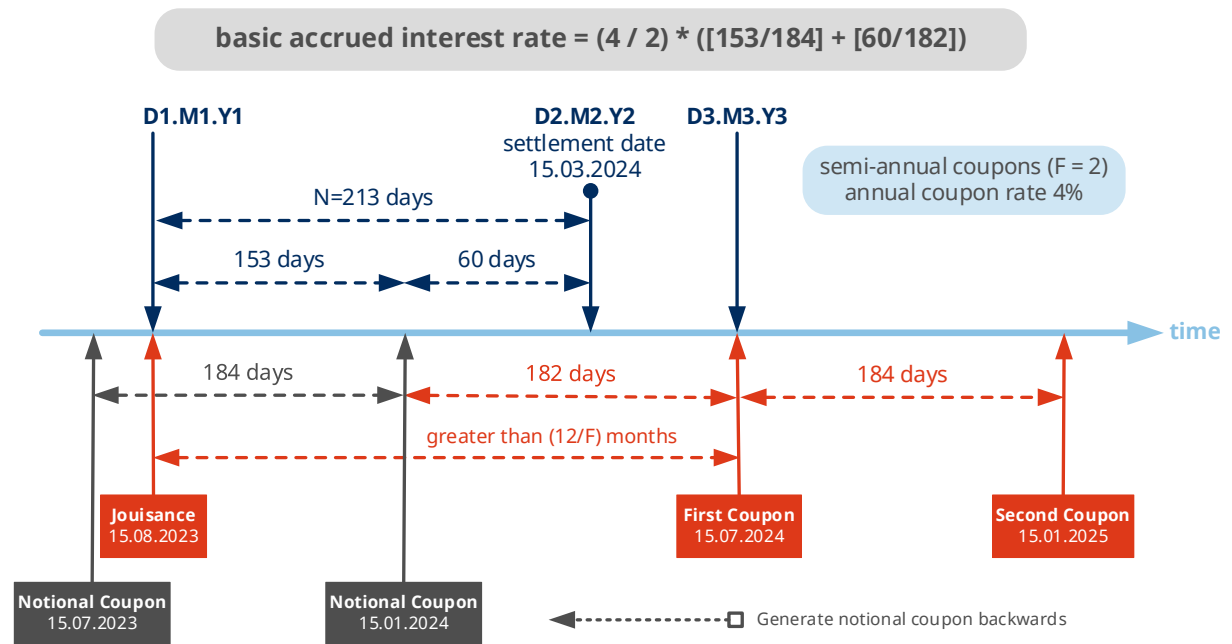 basic accrued interest rate = (4 / 2) * ([153/184] + [60/182])
D1.M1.Y1
D2.M2.Y2
D3.M3.Y3
settlement date
15.03.2024
semi-annual coupons (F = 2)
annual coupon rate 4%
N=213 days
153 days
60 days
time
184 days
182 days
184 days
greater than (12/F) months
Jouisance
15.08.2023
First Coupon
15.07.2024
Second Coupon
15.01.2025
Notional Coupon
15.07.2023
Notional Coupon
15.01.2024
Generate notional coupon backwards